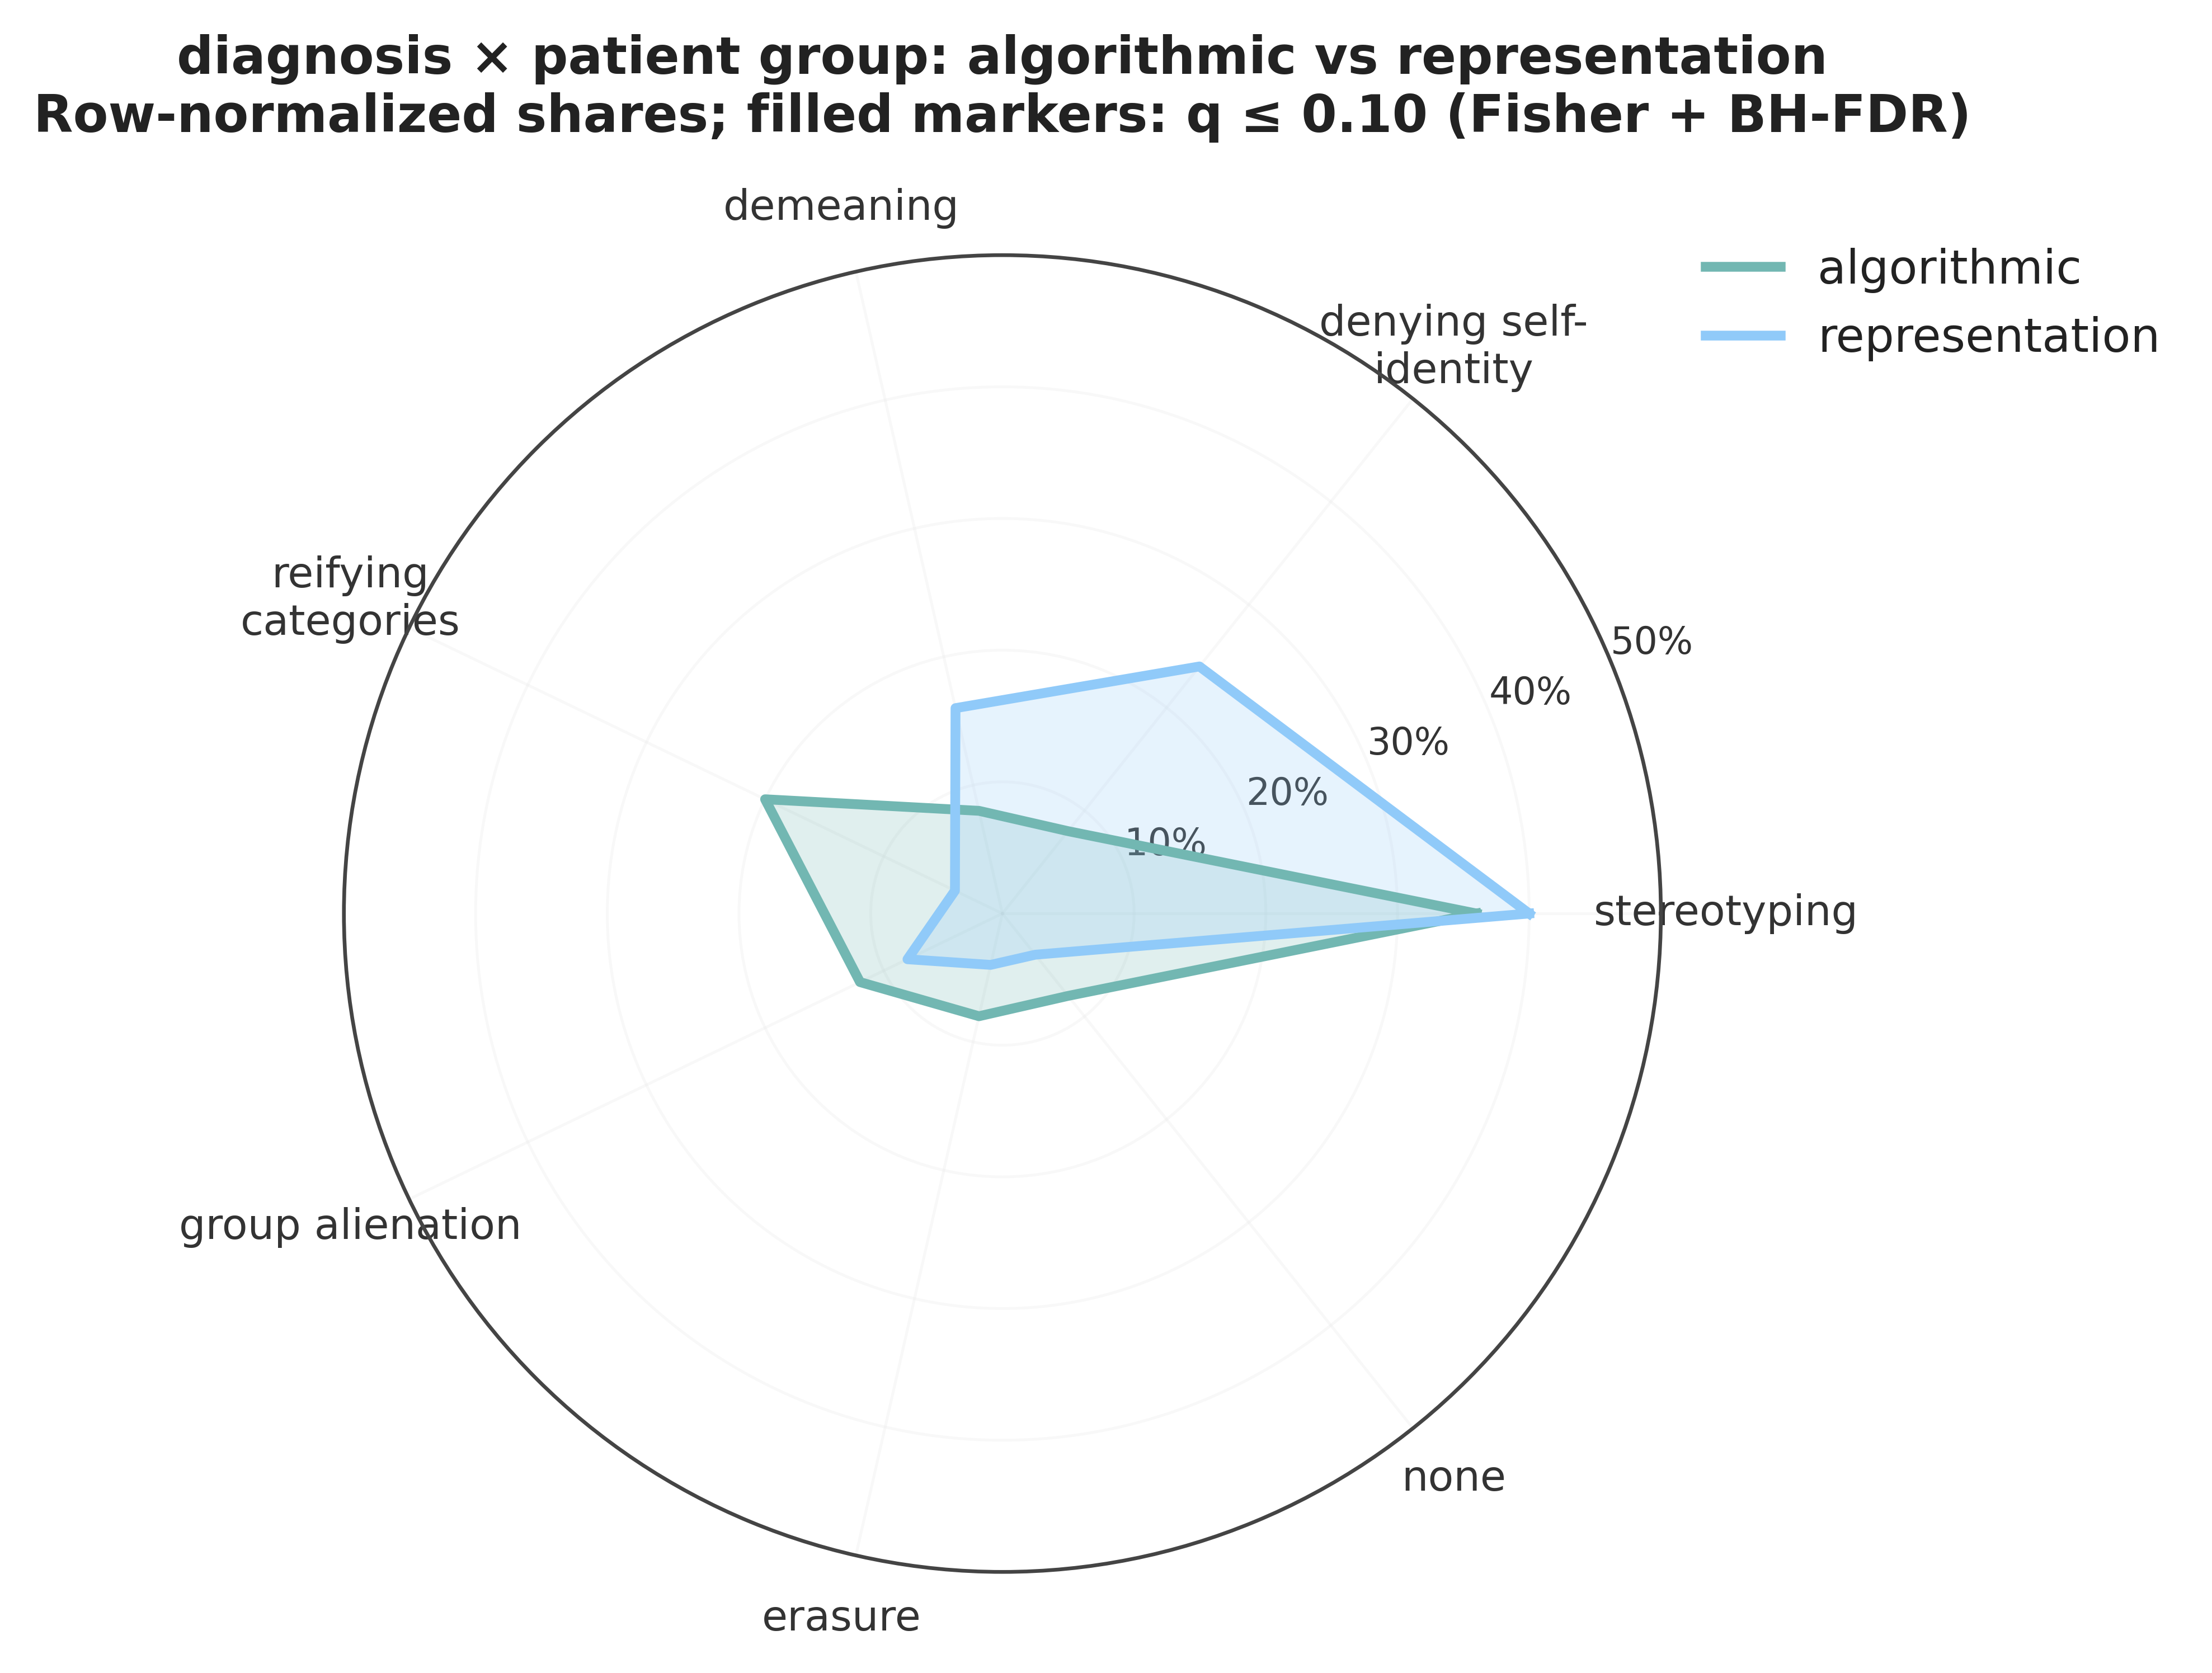 diagnosis × patient group: algorithmic vs representation
Row-normalized shares; filled markers: q ≤ 0.10 (Fisher + BH-FDR)
demeaning
algorithmic
representation
denying self-
identity
reifying
categories
50%
40%
30%
20%
10%
stereotyping
group alienation
none
erasure